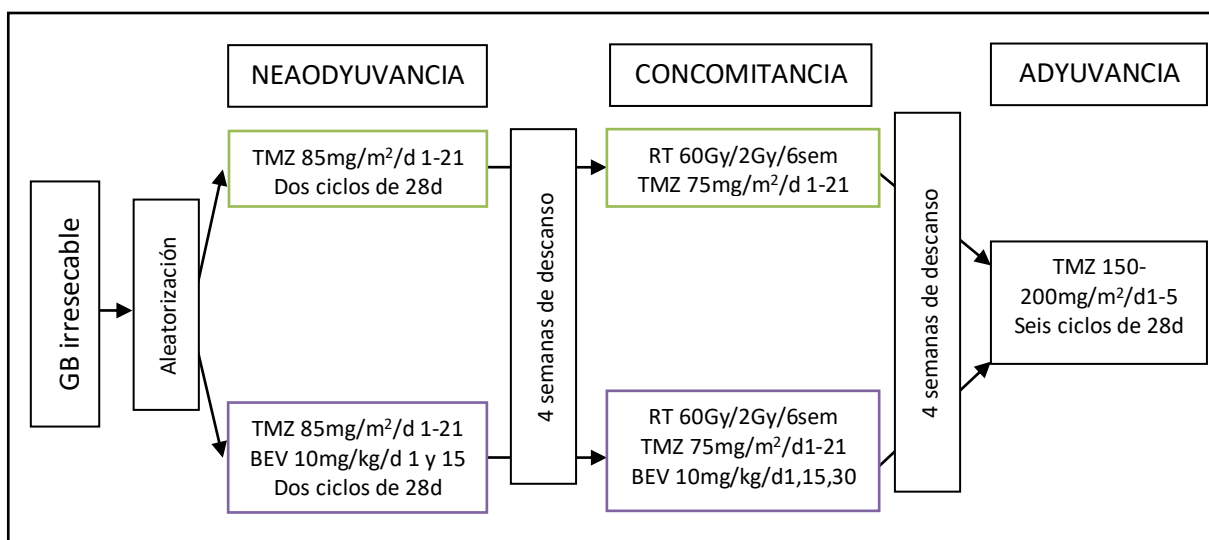 NEAODYUVANCIA
CONCOMITANCIA
ADYUVANCIA
GB irresecable
Aleatorización
TMZ 85mg/m²/d 1-21
Dos ciclos de 28d
TMZ 85mg/m²/d 1-21
BEV 10mg/kg/d 1 y 15
Dos ciclos de 28d
4 semanas de descanso
RT 60Gy/2Gy/6sem
TMZ 75mg/m²/d 1-21
RT 60Gy/2Gy/6sem
TMZ 75mg/m²/d1-21
BEV 10mg/kg/d1,15,30
4 semanas de descanso
TMZ 150-
200mg/m²/d1-5
Seis ciclos de 28d